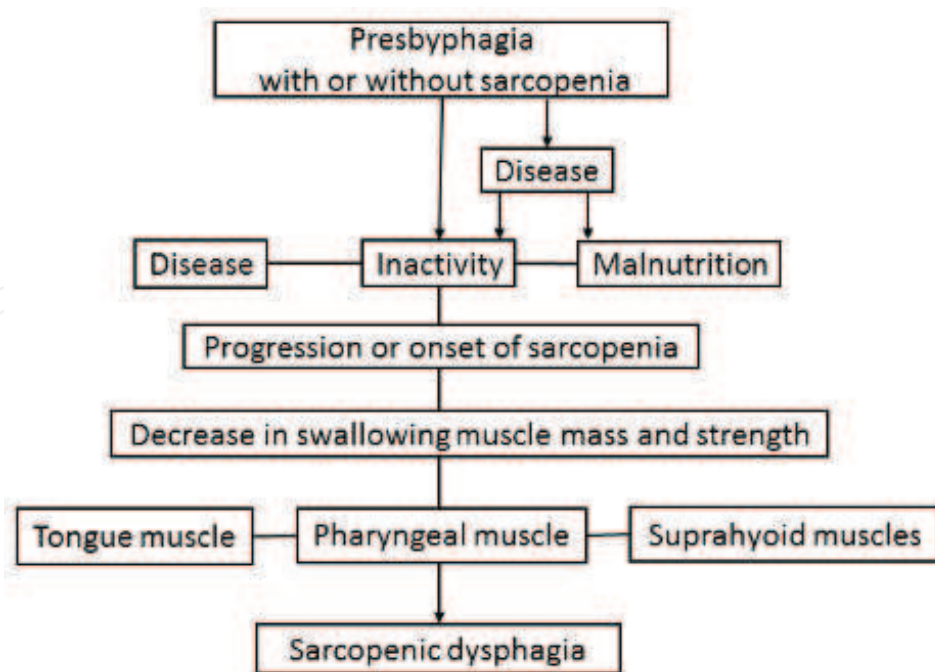 Presbyphagia
with or without sarcopenia
Disease
Disease
Inactivity
Malnutrition
Progression or onset of sarcopenia
Decrease in swallowing muscle mass and strength
Tongue muscle
Pharyngeal muscle
Suprahyoid muscles
Sarcopenic dysphagia